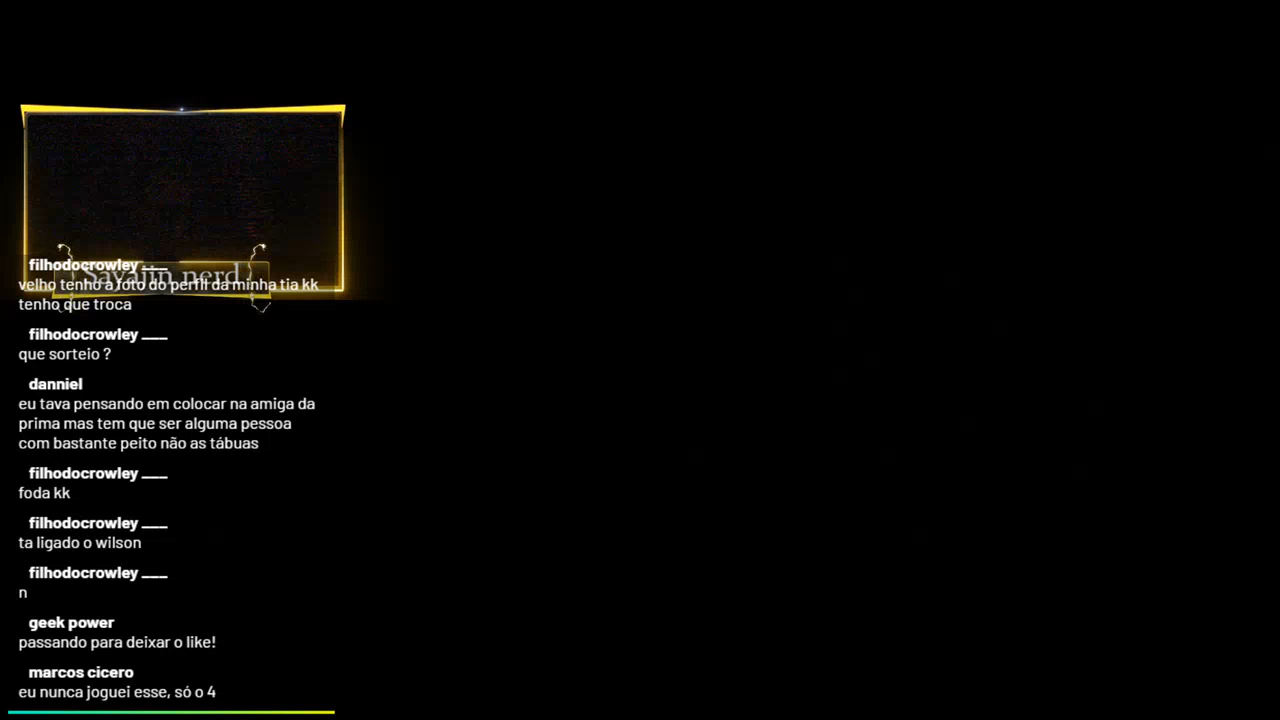 filhodocrowley ___
Sayajin nerd
velho tenho a foto do perfil da minha tia kk
tenho que troca
filhodocrowley ___
que sorteio ?
danniel
eu tava pensando em colocar na amiga da
prima mas tem que ser alguma pessoa
com bastante peito não as tábuas
filhodocrowley ___
foda kk
filhodocrowley ___
ta ligado o wilson
filhodocrowley ___
n
geek power
passando para deixar o like!
marcos cicero
eu nunca joguei esse, só o 4